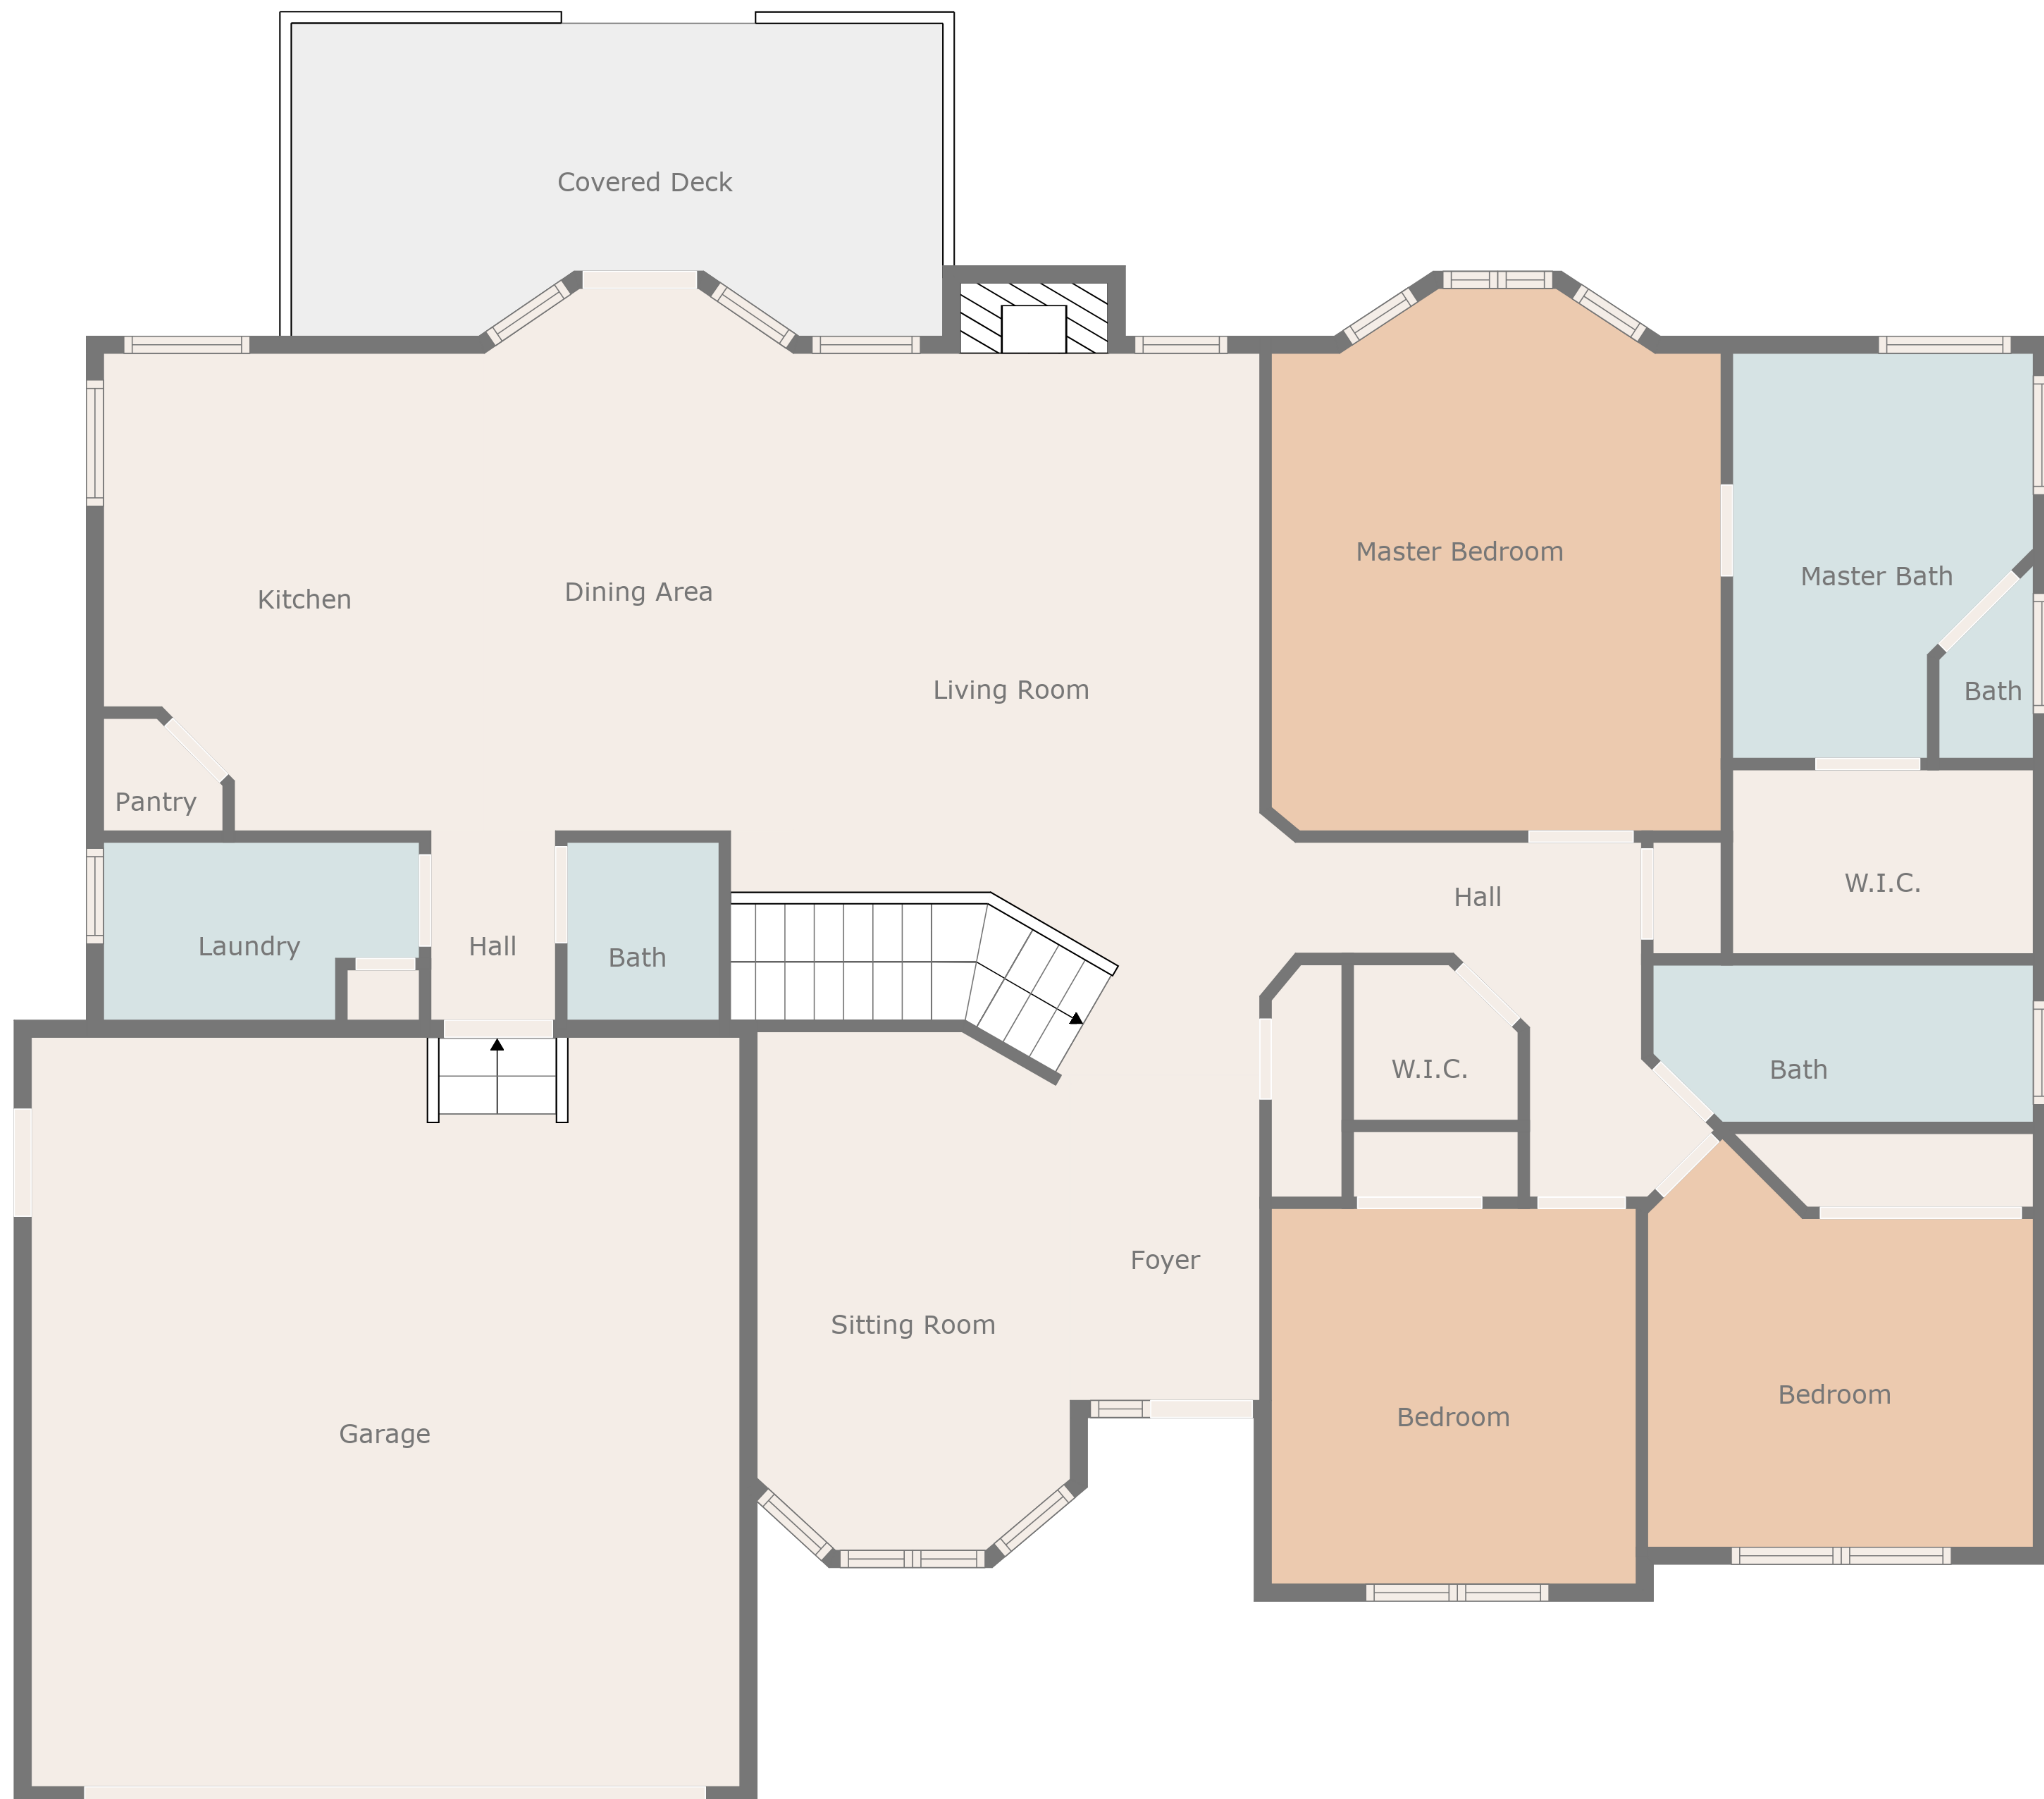 Covered Deck
Master Bedroom
Master Bath
Dining Area
Kitchen
Living Room
Bath
Pantry
W.I.C.
Hall
Laundry
Hall
Bath
W.I.C.
Bath
Foyer
Sitting Room
Bedroom
Bedroom
Garage